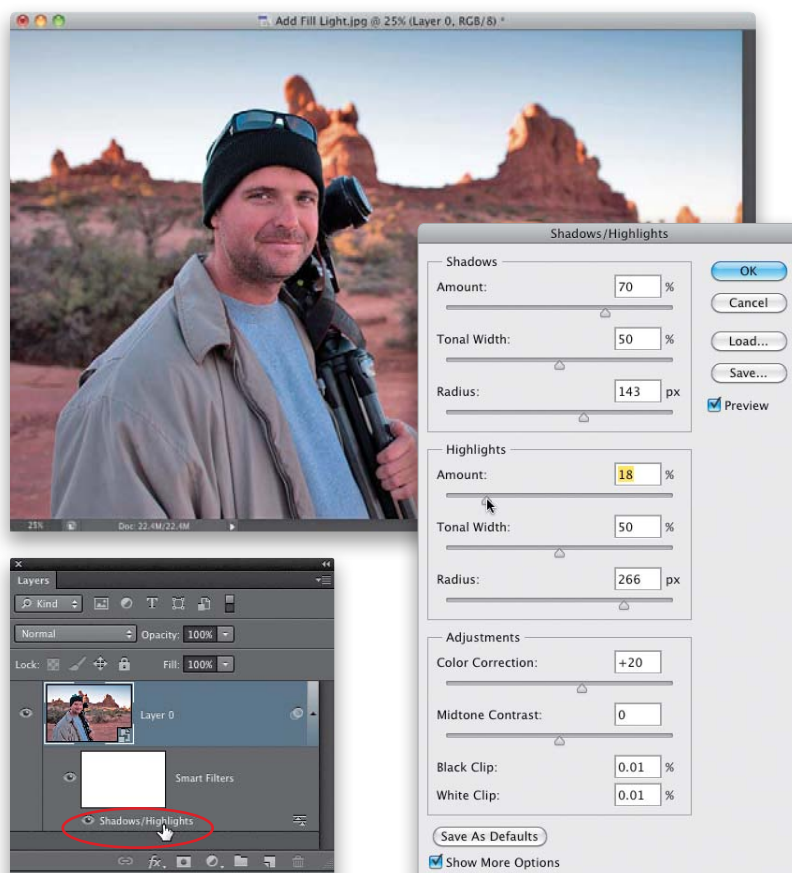 Add Fill Light.jpg @ 25% (Layer 0, RGB/8) *
25%
Doc: 22.4M/22.4M
Shadows/Highlights
Shadows
Amount: 70 %
Tonal Width: 50 %
Radius: 143 px
Highlights
Amount: 18 %
Tonal Width: 50 %
Radius: 266 px
Adjustments
Color Correction: +20
Midtone Contrast: 0
Black Clip: 0.01 %
White Clip: 0.01 %
Save As Defaults
Show More Options
OK
Cancel
Load...
Save...
Preview
Layers
Kind
T
Normal
Opacity: 100%
Lock:
Fill: 100%
Layer 0
Smart Filters
Shadows/Highlights
fx